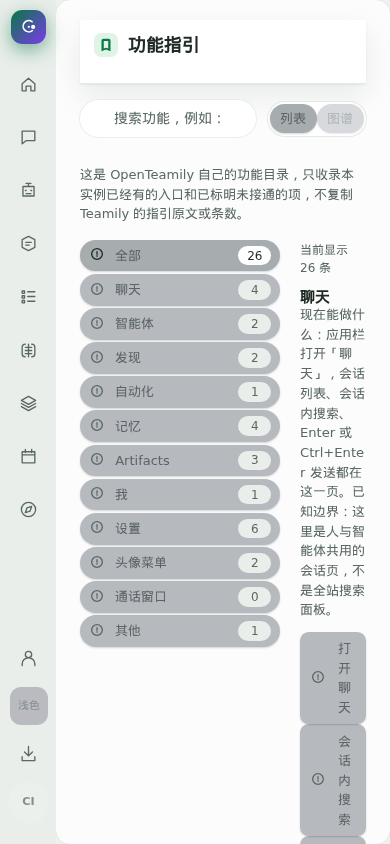 功能指引
搜索功能，例如：
列表
图谱
这是 OpenTeamily 自己的功能目录，只收录本
实例已经有的入口和已标明未接通的项，不复制
Teamily 的指引原文或条数。
全部 26
聊天 4
智能体 2
发现 2
自动化 1
记忆 4
Artifacts 3
我 1
设置 6
头像菜单 2
通话窗口 0
其他 1
当前显示
26 条
聊天
现在能做什
么：应用栏
打开「聊
天」，会话
列表、会话
内搜索、
Enter 或
Ctrl+Ente
r 发送都在
这一页。已
知边界：这
里是人与智
能体共用的
会话页，不
是全站搜索
面板。
打
开
聊
天
会
话
内
搜
索
浅色
CI